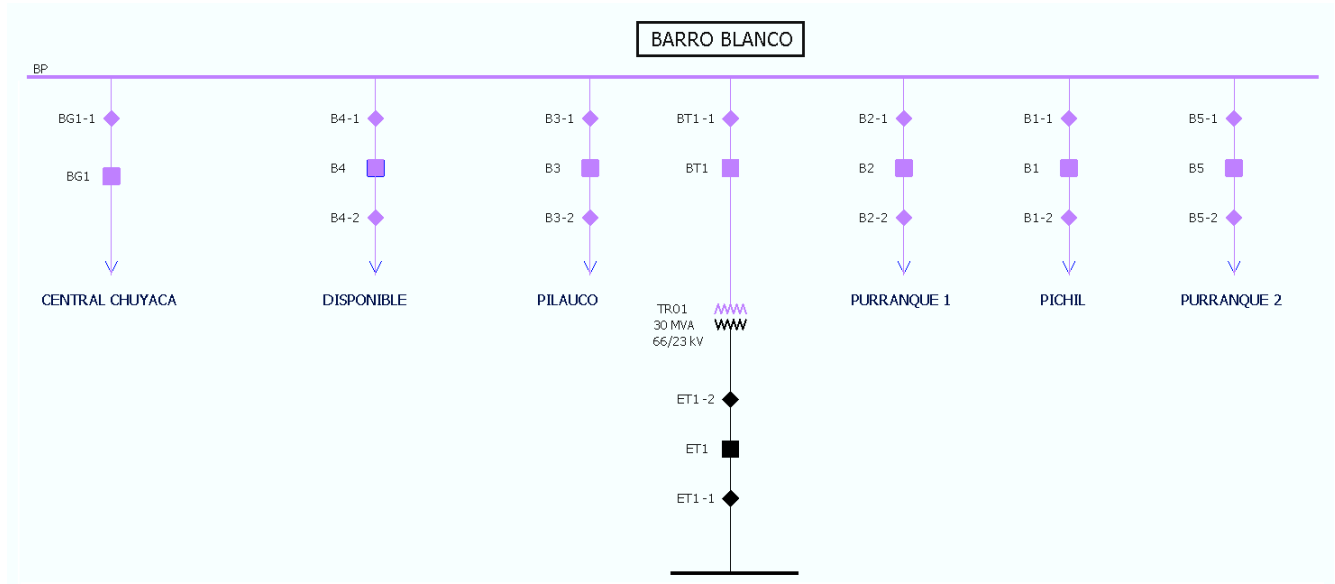 BARRO BLANCO
BP
BG1-1
B4-1
B3-1
BT1-1
B2-1
B1-1
B5-1
BG1
B4
B3
BT1
B2
B1
B5
B4-2
B3-2
B2-2
B1-2
B5-2
CENTRAL CHUYACA
DISPONIBLE
PILAUCO
PURRANQUE 1
PICHIL
PURRANQUE 2
TR01
30 MVA
66/23 kV
ET1-2
ET1
ET1-1